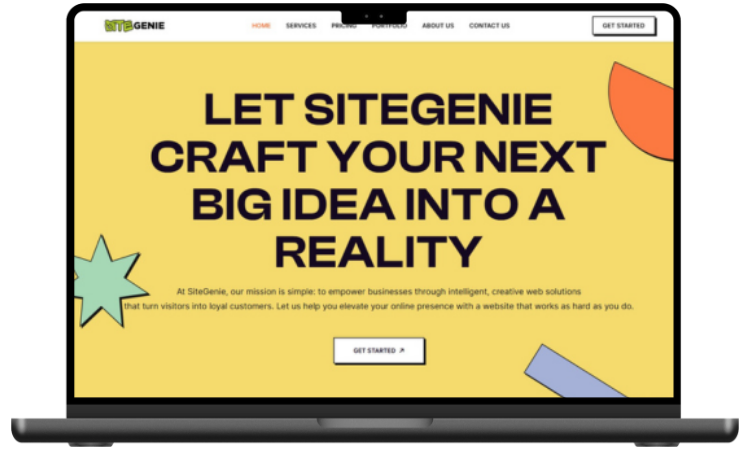 SITEGENIE
HOME SERVICES PRICING PORTFOLIO ABOUT US CONTACT US
GET STARTED
LET SITEGENIE
CRAFT YOUR NEXT
BIG IDEA INTO A
REALITY
At SiteGenie, our mission is simple: to empower businesses through intelligent, creative web solutions
that turn visitors into loyal customers. Let us help you elevate your online presence with a website that works as hard as you do.
GET STARTED ↗